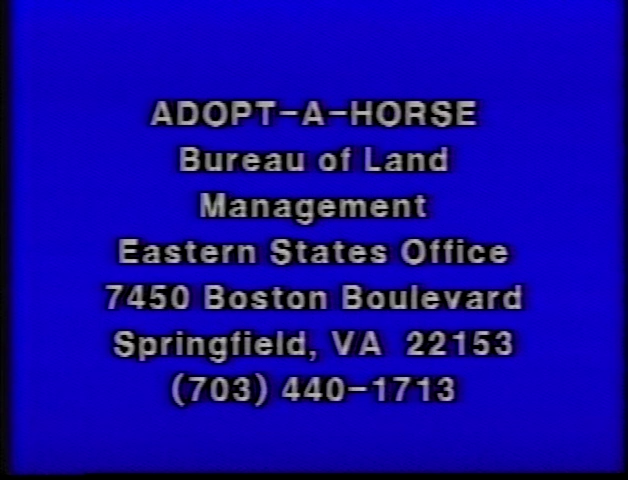 ADOPT-A-HORSE
Bureau of Land
Management
Eastern States Office
7450 Boston Boulevard
Springfield, VA 22153
(703) 440-1713